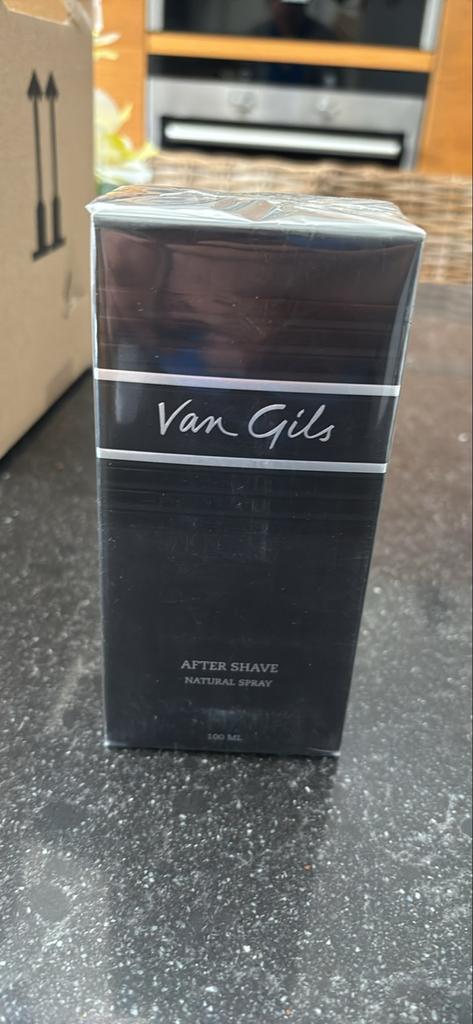 Van Gils
AFTER SHAVE
NATURAL SPRAY
100 ML